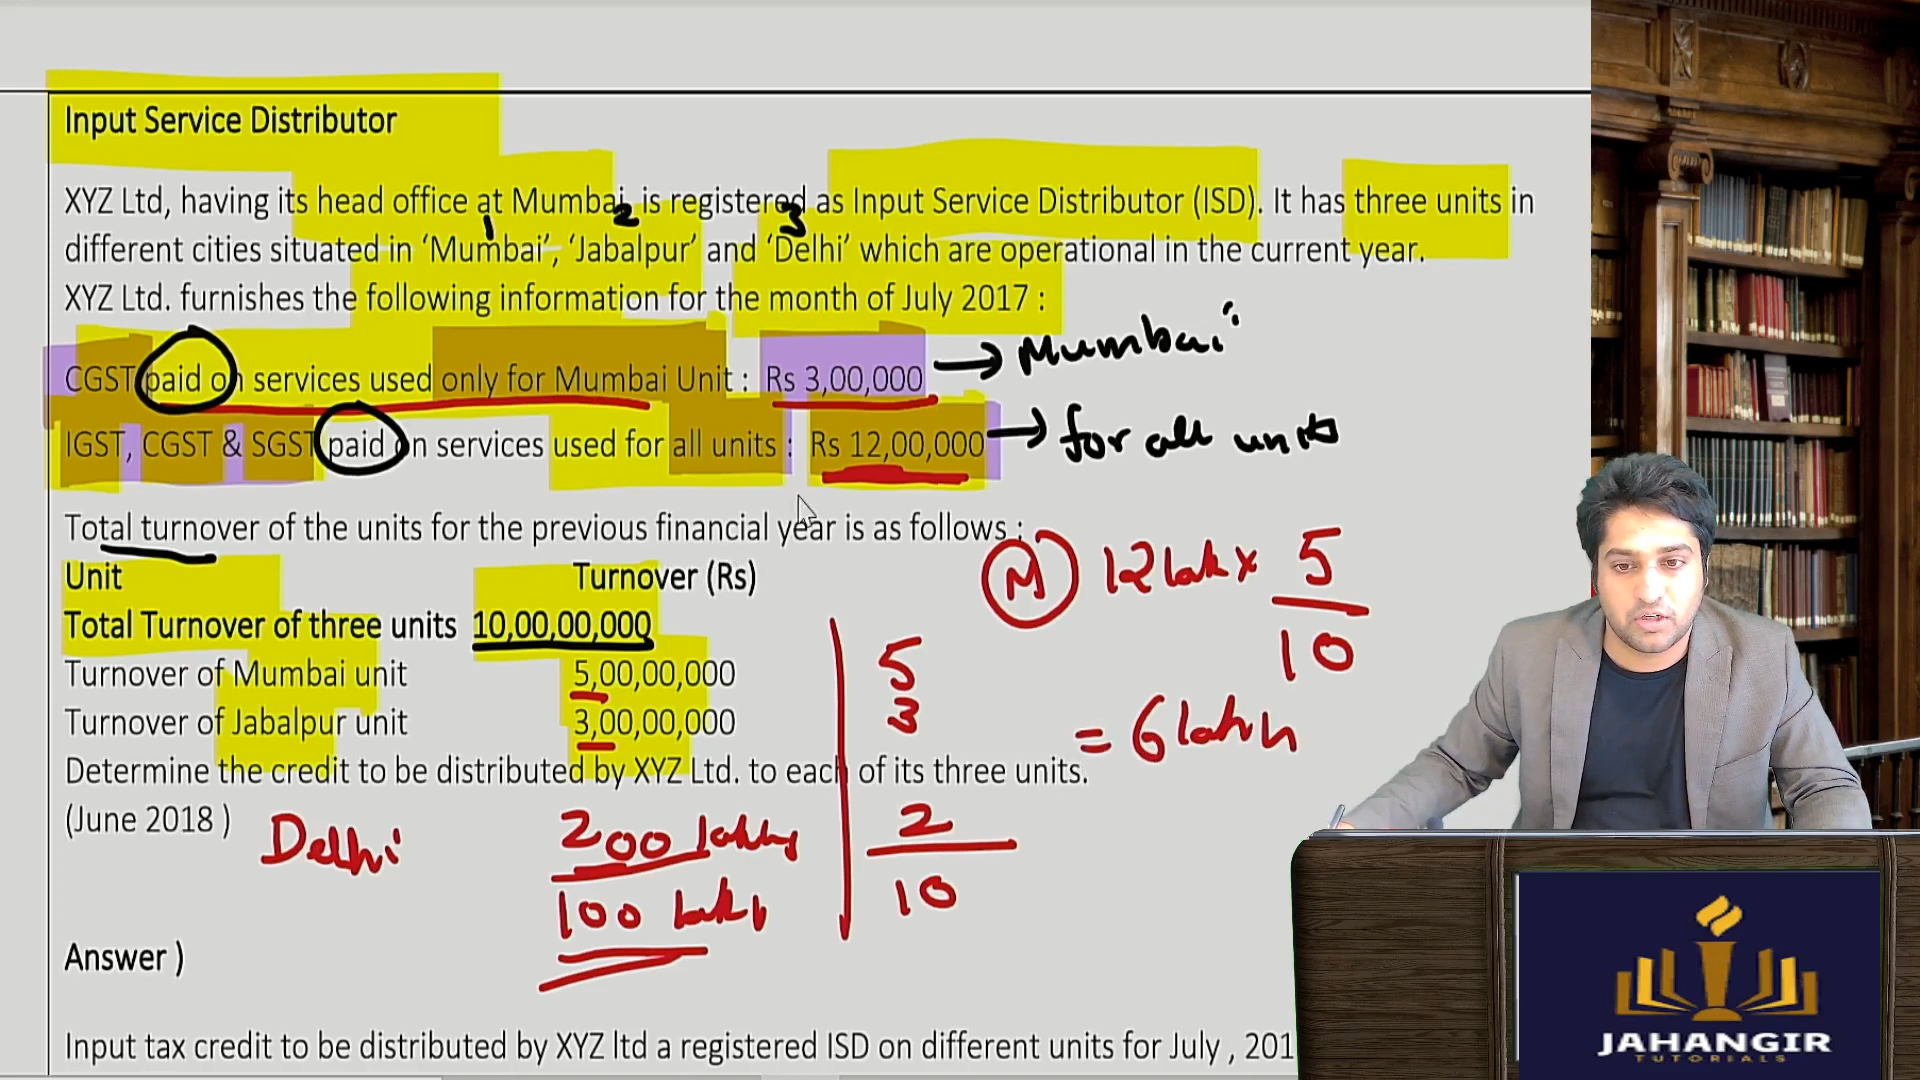 Input Service Distributor
XYZ Ltd, having its head office at Mumbai, is registered as Input Service Distributor (ISD). It has three units in
1 2 3
different cities situated in ‘Mumbai’, ‘Jabalpur’ and ‘Delhi’ which are operational in the current year.
XYZ Ltd. furnishes the following information for the month of July 2017 :
CGST paid on services used only for Mumbai Unit : Rs 3,00,000 → Mumbai
IGST, CGST & SGST paid on services used for all units : Rs 12,00,000 → for all units
Total turnover of the units for the previous financial year is as follows :
Unit Turnover (Rs)
Total Turnover of three units 10,00,00,000
Turnover of Mumbai unit 5,00,00,000
Turnover of Jabalpur unit 3,00,00,000
Determine the credit to be distributed by XYZ Ltd. to each of its three units.
(June 2018 )
Delhi
200 lakhs
100 lakh
5
3
2
10
M 12 lakh x 5
10
= 6 lakh
Answer )
Input tax credit to be distributed by XYZ ltd a registered ISD on different units for July , 201
JAHANGIR
TUTORIALS